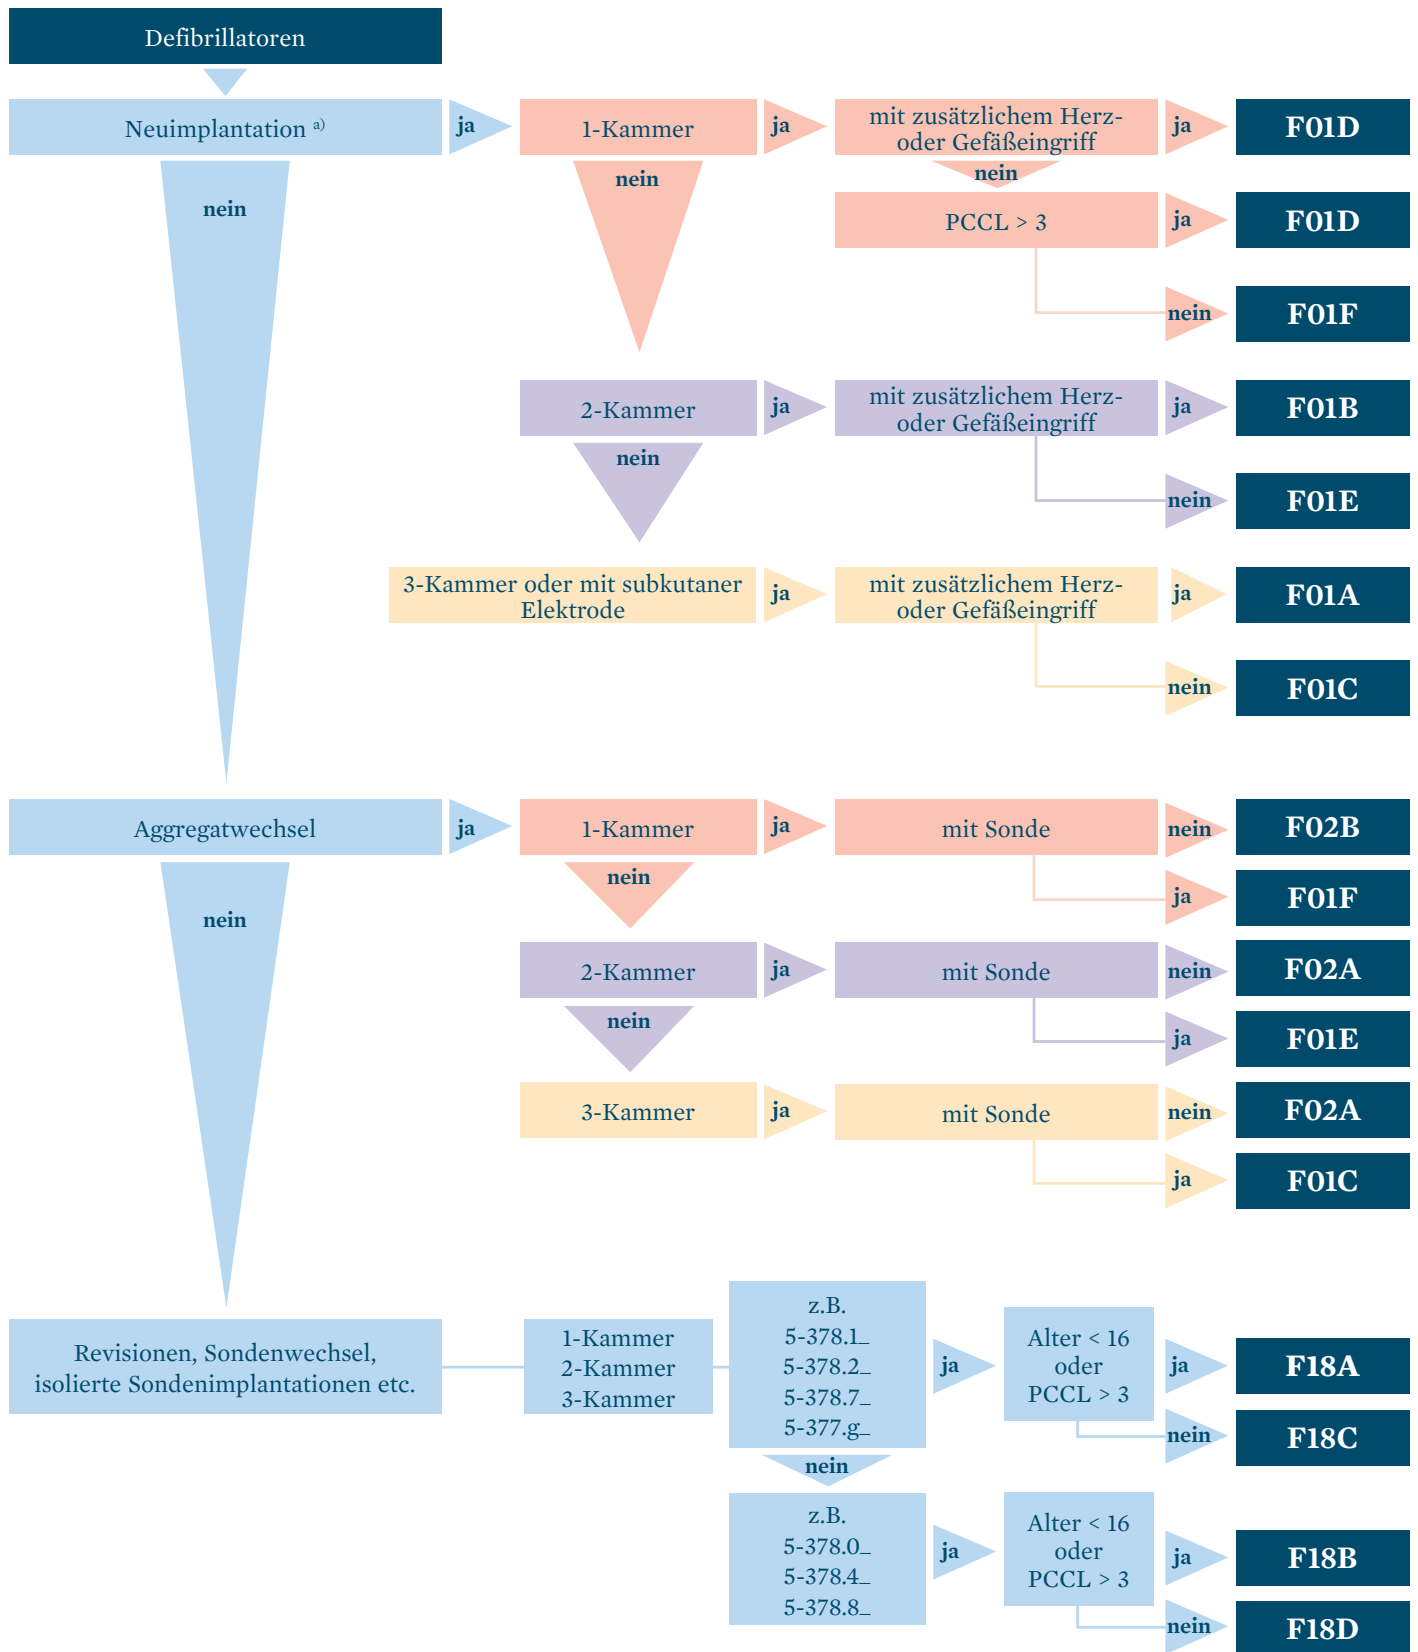 Defibrillatoren
Neuimplantation a)
ja
1-Kammer
ja
mit zusätzlichem Herz-
oder Gefäßeingriff
ja
F01D
nein
nein
nein
PCCL > 3
ja
F01D
nein
F01F
2-Kammer
ja
mit zusätzlichem Herz-
oder Gefäßeingriff
ja
F01B
nein
nein
F01E
3-Kammer oder mit subkutaner
Elektrode
ja
mit zusätzlichem Herz-
oder Gefäßeingriff
ja
F01A
nein
F01C
Aggregatwechsel
ja
1-Kammer
ja
mit Sonde
nein
F02B
nein
nein
ja
F01F
2-Kammer
ja
mit Sonde
nein
F02A
nein
ja
F01E
3-Kammer
ja
mit Sonde
nein
F02A
ja
F01C
Revisionen, Sondenwechsel,
isolierte Sondenimplantationen etc.
1-Kammer
2-Kammer
3-Kammer
z.B.
5-378.1_
5-378.2_
5-378.7_
5-377.g_
ja
Alter < 16
oder
PCCL > 3
ja
F18A
nein
F18C
nein
z.B.
5-378.0_
5-378.4_
5-378.8_
ja
Alter < 16
oder
PCCL > 3
ja
F18B
nein
F18D